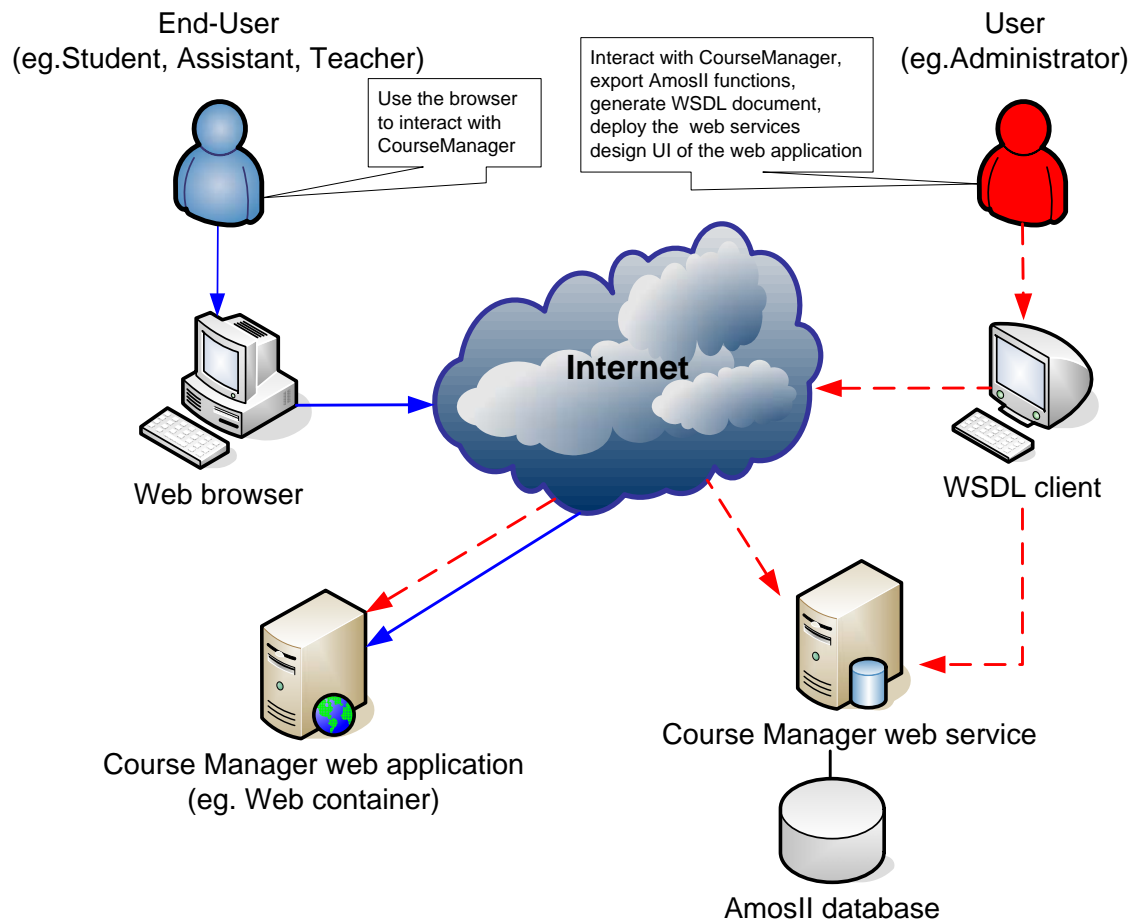 End-User
(eg.Student, Assistant, Teacher)
User
(eg.Administrator)
Use the browser
to interact with
CourseManager
Interact with CourseManager,
export AmosII functions,
generate WSDL document,
deploy the web services
design UI of the web application
Internet
Web browser
WSDL client
Course Manager web application
(eg. Web container)
Course Manager web service
AmosII database